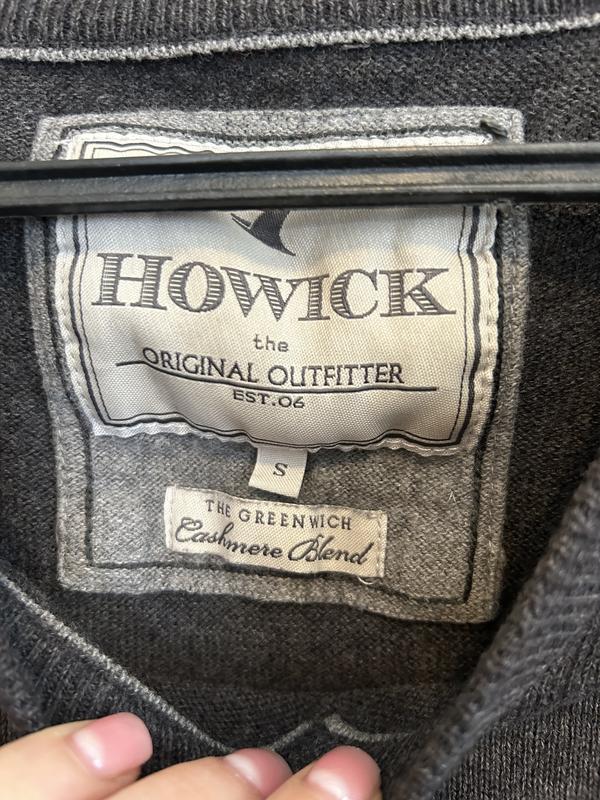 HOWICK
the
ORIGINAL OUTFITTER
EST.06
S
THE GREENWICH
Cashmere Blend